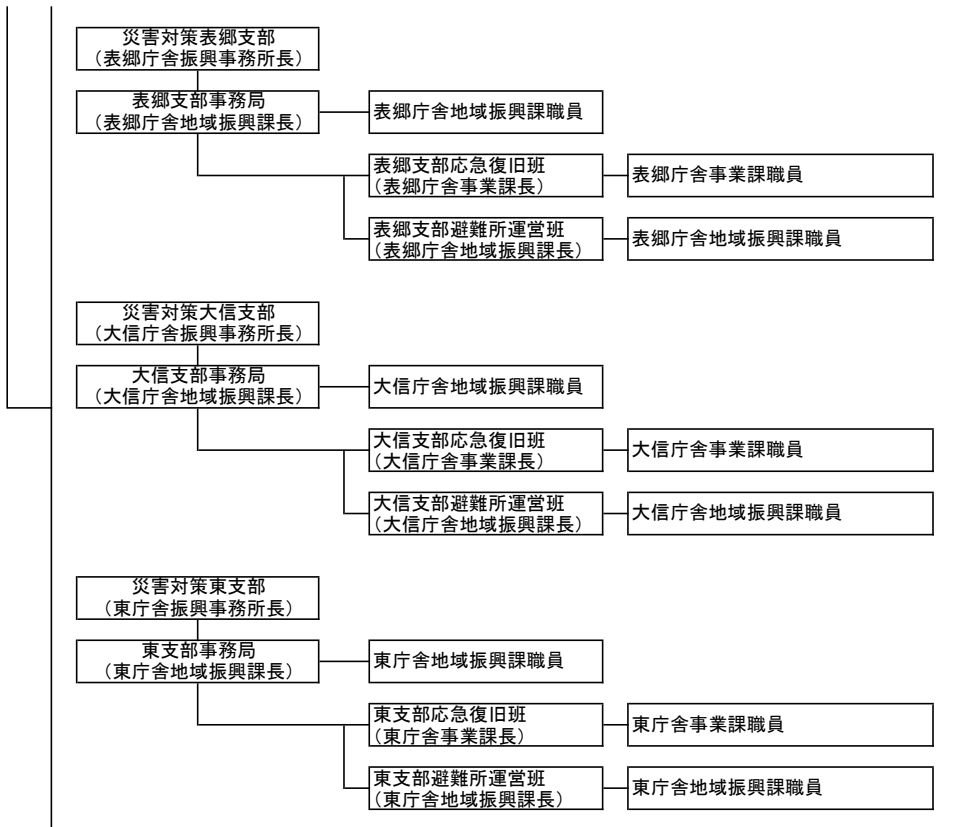 災害対策表郷支部
（表郷庁舎振興事務所長）
表郷支部事務局
（表郷庁舎地域振興課長）
表郷庁舎地域振興課職員
表郷支部応急復旧班
（表郷庁舎事業課長）
表郷庁舎事業課職員
表郷支部避難所運営班
（表郷庁舎地域振興課長）
表郷庁舎地域振興課職員
災害対策大信支部
（大信庁舎振興事務所長）
大信支部事務局
（大信庁舎地域振興課長）
大信庁舎地域振興課職員
大信支部応急復旧班
（大信庁舎事業課長）
大信庁舎事業課職員
大信支部避難所運営班
（大信庁舎地域振興課長）
大信庁舎地域振興課職員
災害対策東支部
（東庁舎振興事務所長）
東支部事務局
（東庁舎地域振興課長）
東庁舎地域振興課職員
東支部応急復旧班
（東庁舎事業課長）
東庁舎事業課職員
東支部避難所運営班
（東庁舎地域振興課長）
東庁舎地域振興課職員